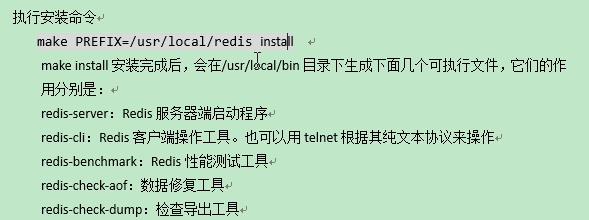 执行安装命令
make PREFIX=/usr/local/redis install
make install 安装完成后，会在/usr/local/bin 目录下生成下面几个可执行文件，它们的作
用分别是：
redis-server：Redis 服务器端启动程序
redis-cli：Redis 客户端操作工具。也可以用 telnet 根据其纯文本协议来操作
redis-benchmark：Redis 性能测试工具
redis-check-aof：数据修复工具
redis-check-dump：检查导出工具